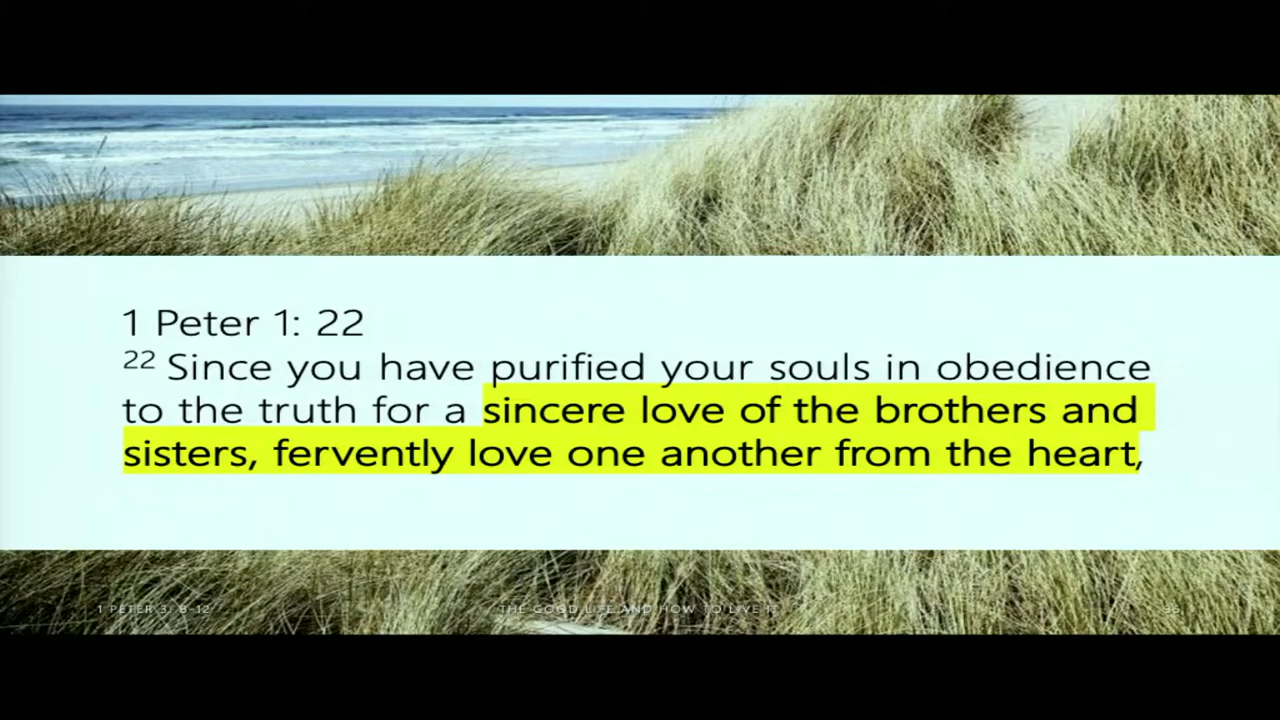 1 Peter 1: 22
22 Since you have purified your souls in obedience
to the truth for a sincere love of the brothers and
sisters, fervently love one another from the heart,
1 PETER 3: 8-12
THE GOOD LIFE AND HOW TO LIVE IT
36